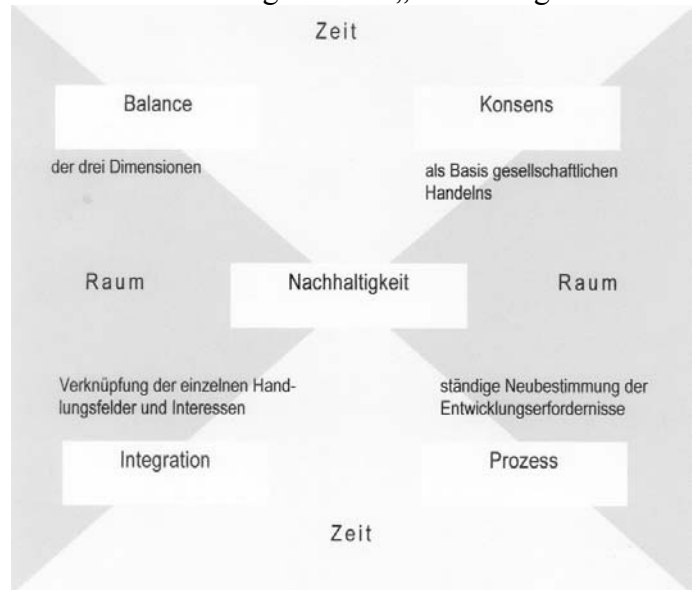 Zeit
Balance
Konsens
der drei Dimensionen
als Basis gesellschaftlichen
Handelns
Raum
Nachhaltigkeit
Raum
Verknüpfung der einzelnen Hand-
lungsfelder und Interessen
ständige Neubestimmung der
Entwicklungserfordernisse
Integration
Prozess
Zeit